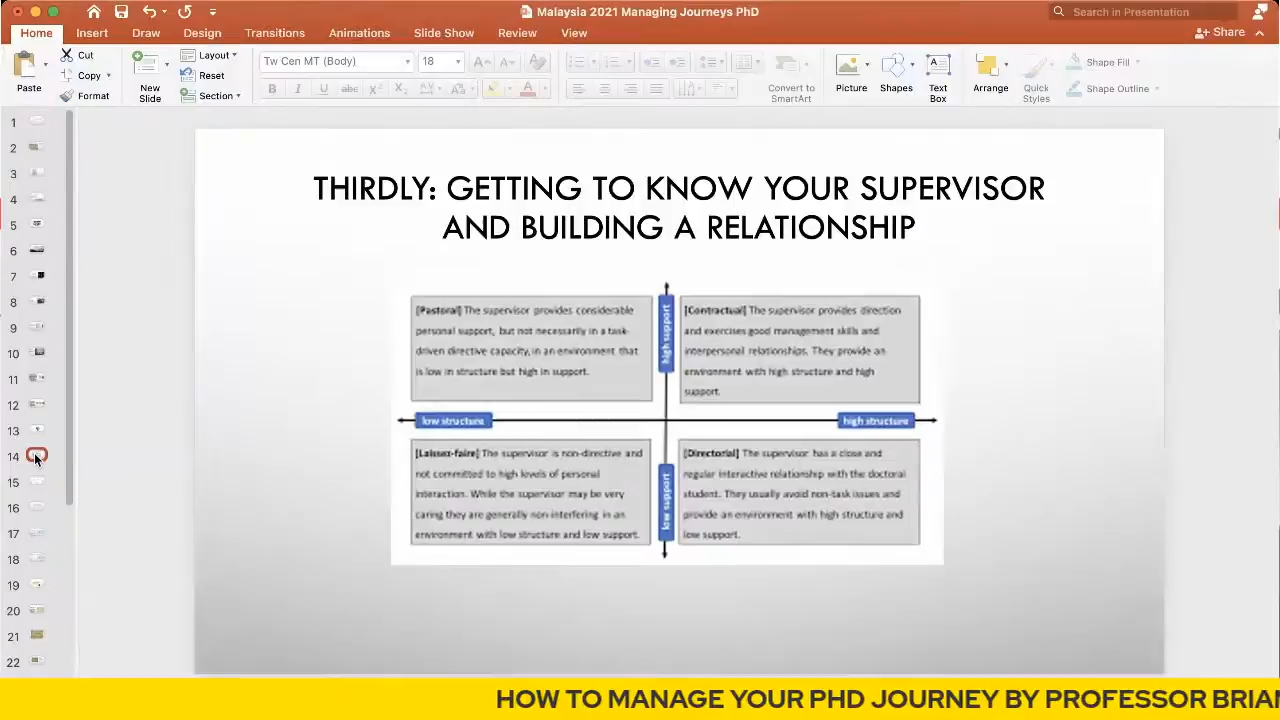 Malaysia 2021 Managing Journeys PhD
Search in Presentation
Home Insert Draw Design Transitions Animations Slide Show Review View
Share
Paste
Cut
Copy
Format
New Slide
Layout
Reset
Section
Tw Cen MT (Body)
18
Convert to SmartArt
Picture
Shapes
Text Box
Arrange
Quick Styles
Shape Fill
Shape Outline
1
2
3
4
5
6
7
8
9
10
11
12
13
14
15
16
17
18
19
20
21
22
THIRDLY: GETTING TO KNOW YOUR SUPERVISOR
AND BUILDING A RELATIONSHIP
[Pastoral] The supervisor provides considerable
personal support, but not necessarily in a task-
driven directive capacity, in an environment that
is low in structure but high in support.
high support
[Contractual] The supervisor provides direction
and exercises good management skills and
interpersonal relationships. They provide an
environment with high structure and high
support.
low structure
high structure
[Laissez-faire] The supervisor is non-directive and
not committed to high levels of personal
interaction. While the supervisor may be very
caring they are generally non-interfering in an
environment with low structure and low support.
low support
[Directorial] The supervisor has a close and
regular interactive relationship with the doctoral
student. They usually avoid non-task issues and
provide an environment with high structure and
low support.
HOW TO MANAGE YOUR PHD JOURNEY BY PROFESSOR BRIAN